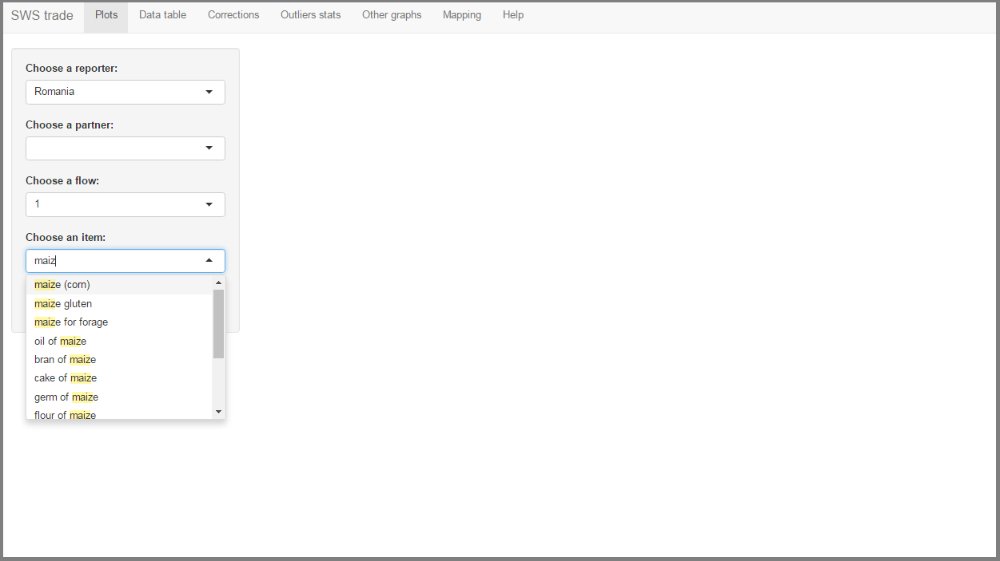 SWS trade Plots Data table Corrections Outliers stats Other graphs Mapping Help
Choose a reporter:
Romania
Choose a partner:
Choose a flow:
1
Choose an item:
maiz
maize (corn)
maize gluten
maize for forage
oil of maize
bran of maize
cake of maize
germ of maize
flour of maize